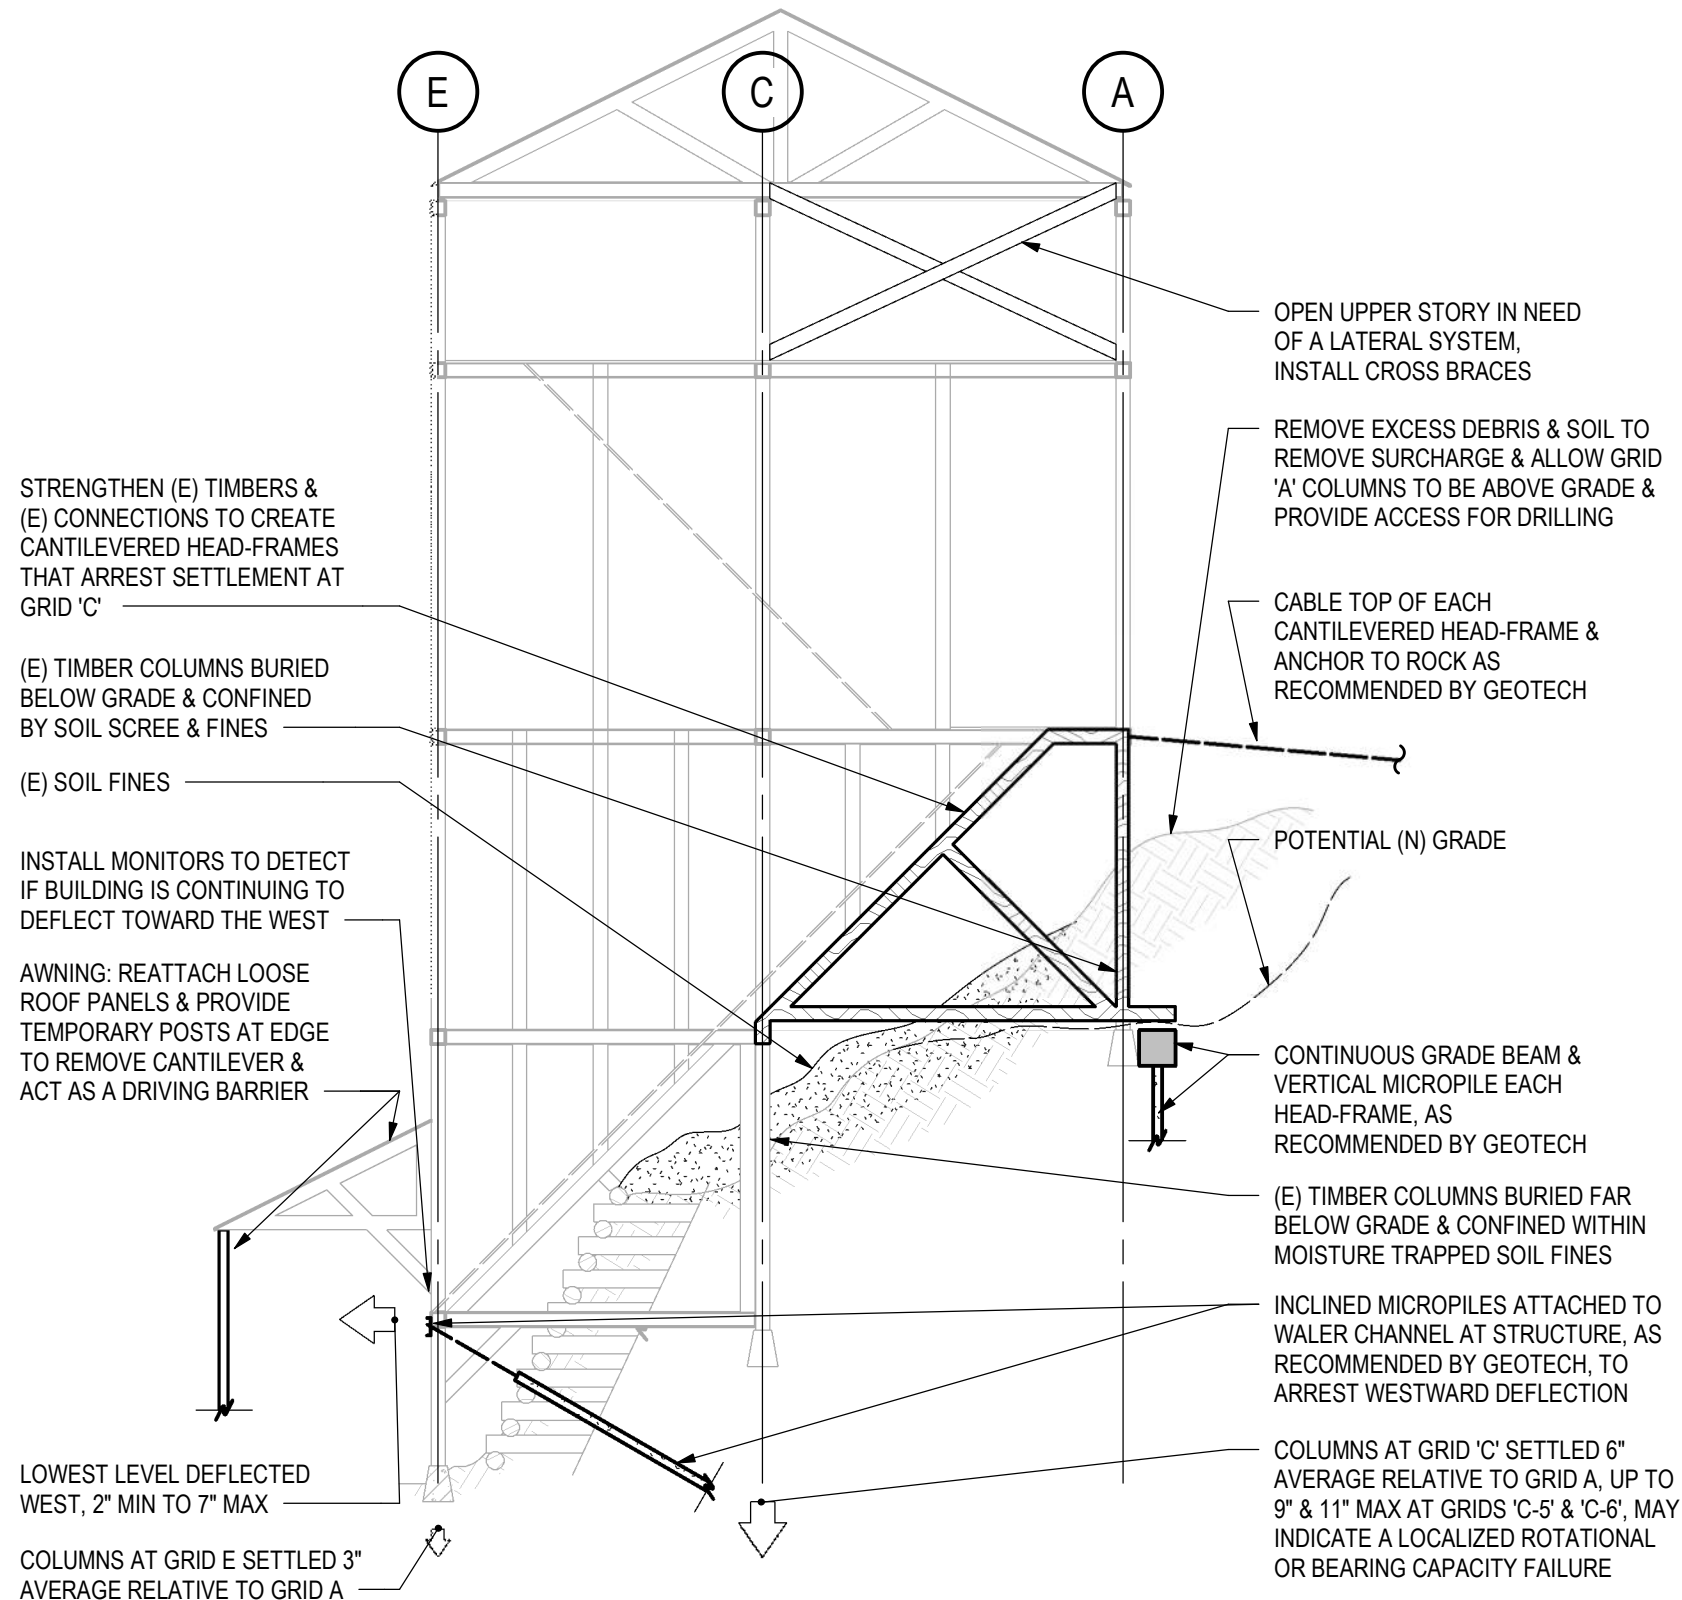 E
C
A
OPEN UPPER STORY IN NEED
OF A LATERAL SYSTEM,
INSTALL CROSS BRACES
REMOVE EXCESS DEBRIS & SOIL TO
REMOVE SURCHARGE & ALLOW GRID
'A' COLUMNS TO BE ABOVE GRADE &
PROVIDE ACCESS FOR DRILLING
STRENGTHEN (E) TIMBERS &
(E) CONNECTIONS TO CREATE
CANTILEVERED HEAD-FRAMES
THAT ARREST SETTLEMENT AT
GRID 'C'
CABLE TOP OF EACH
CANTILEVERED HEAD-FRAME &
ANCHOR TO ROCK AS
RECOMMENDED BY GEOTECH
(E) TIMBER COLUMNS BURIED
BELOW GRADE & CONFINED
BY SOIL SCREE & FINES
(E) SOIL FINES
POTENTIAL (N) GRADE
INSTALL MONITORS TO DETECT
IF BUILDING IS CONTINUING TO
DEFLECT TOWARD THE WEST
AWNING: REATTACH LOOSE
ROOF PANELS & PROVIDE
TEMPORARY POSTS AT EDGE
TO REMOVE CANTILEVER &
ACT AS A DRIVING BARRIER
CONTINUOUS GRADE BEAM &
VERTICAL MICROPILE EACH
HEAD-FRAME, AS
RECOMMENDED BY GEOTECH
(E) TIMBER COLUMNS BURIED FAR
BELOW GRADE & CONFINED WITHIN
MOISTURE TRAPPED SOIL FINES
INCLINED MICROPILES ATTACHED TO
WALER CHANNEL AT STRUCTURE, AS
RECOMMENDED BY GEOTECH, TO
ARREST WESTWARD DEFLECTION
LOWEST LEVEL DEFLECTED
WEST, 2" MIN TO 7" MAX
COLUMNS AT GRID E SETTLED 3"
AVERAGE RELATIVE TO GRID A
COLUMNS AT GRID 'C' SETTLED 6"
AVERAGE RELATIVE TO GRID A, UP TO
9" & 11" MAX AT GRIDS 'C-5' & 'C-6', MAY
INDICATE A LOCALIZED ROTATIONAL
OR BEARING CAPACITY FAILURE